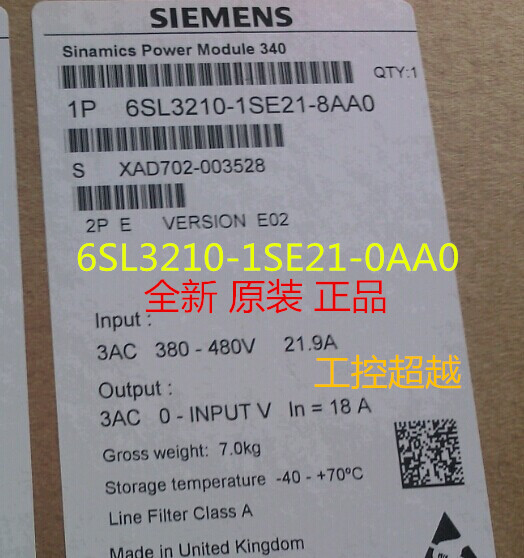 SIEMENS
Sinamics Power Module 340
QTY:1
1P 6SL3210-1SE21-8AA0
S XAD702-003528
2P E VERSION E02
6SL3210-1SE21-0AA0
全新 原装 正品
Input :
3AC 380 - 480V 21.9A
工控超越
Output :
3AC 0 - INPUT V In = 18 A
Gross weight: 7.0kg
Storage temperature -40 - +70ºC
Line Filter Class A
Made in United Kingdom